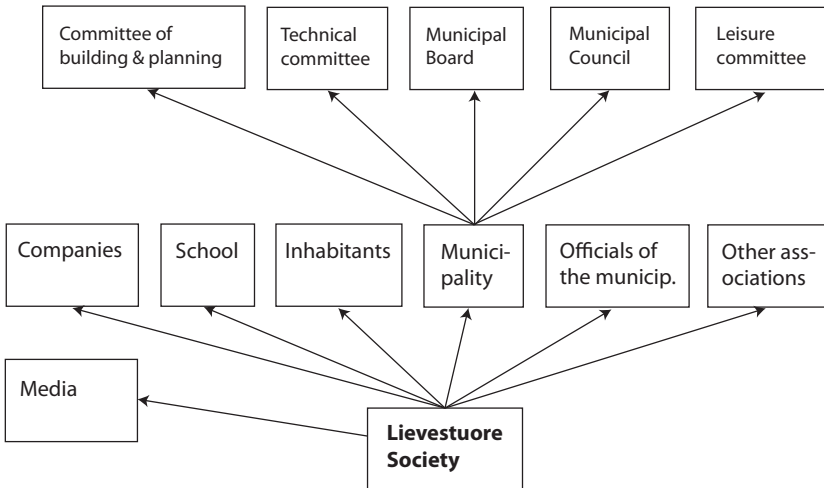 Committee of
building & planning
Technical
committee
Municipal
Board
Municipal
Council
Leisure
committee
Companies
School
Inhabitants
Munici-
pality
Officials of
the municip.
Other ass-
ociations
Media
Lievestuore
Society